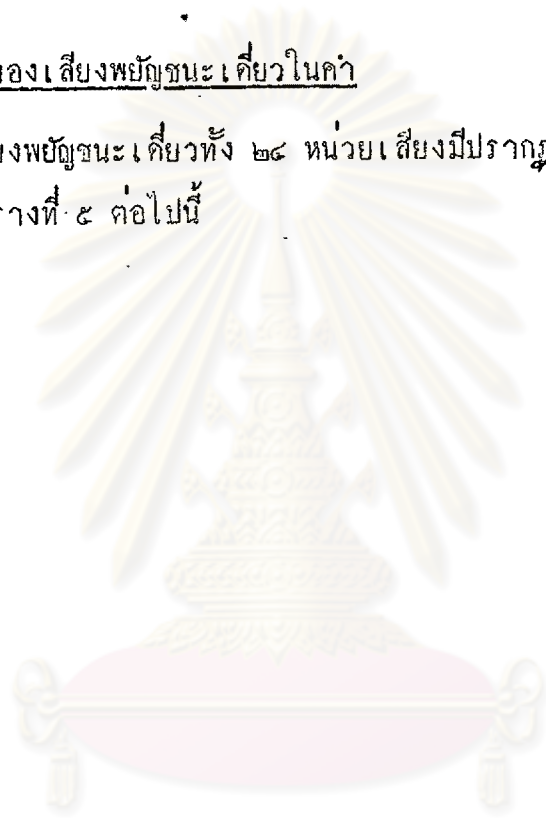 ของเสียงพยัญชนะเดี่ยวในคำ
ยงพยัญชนะเดี่ยวทั้ง ๒๔ หน่วยเสียงมีปรากฏ
รางที่ ๕ ต่อไปนี้